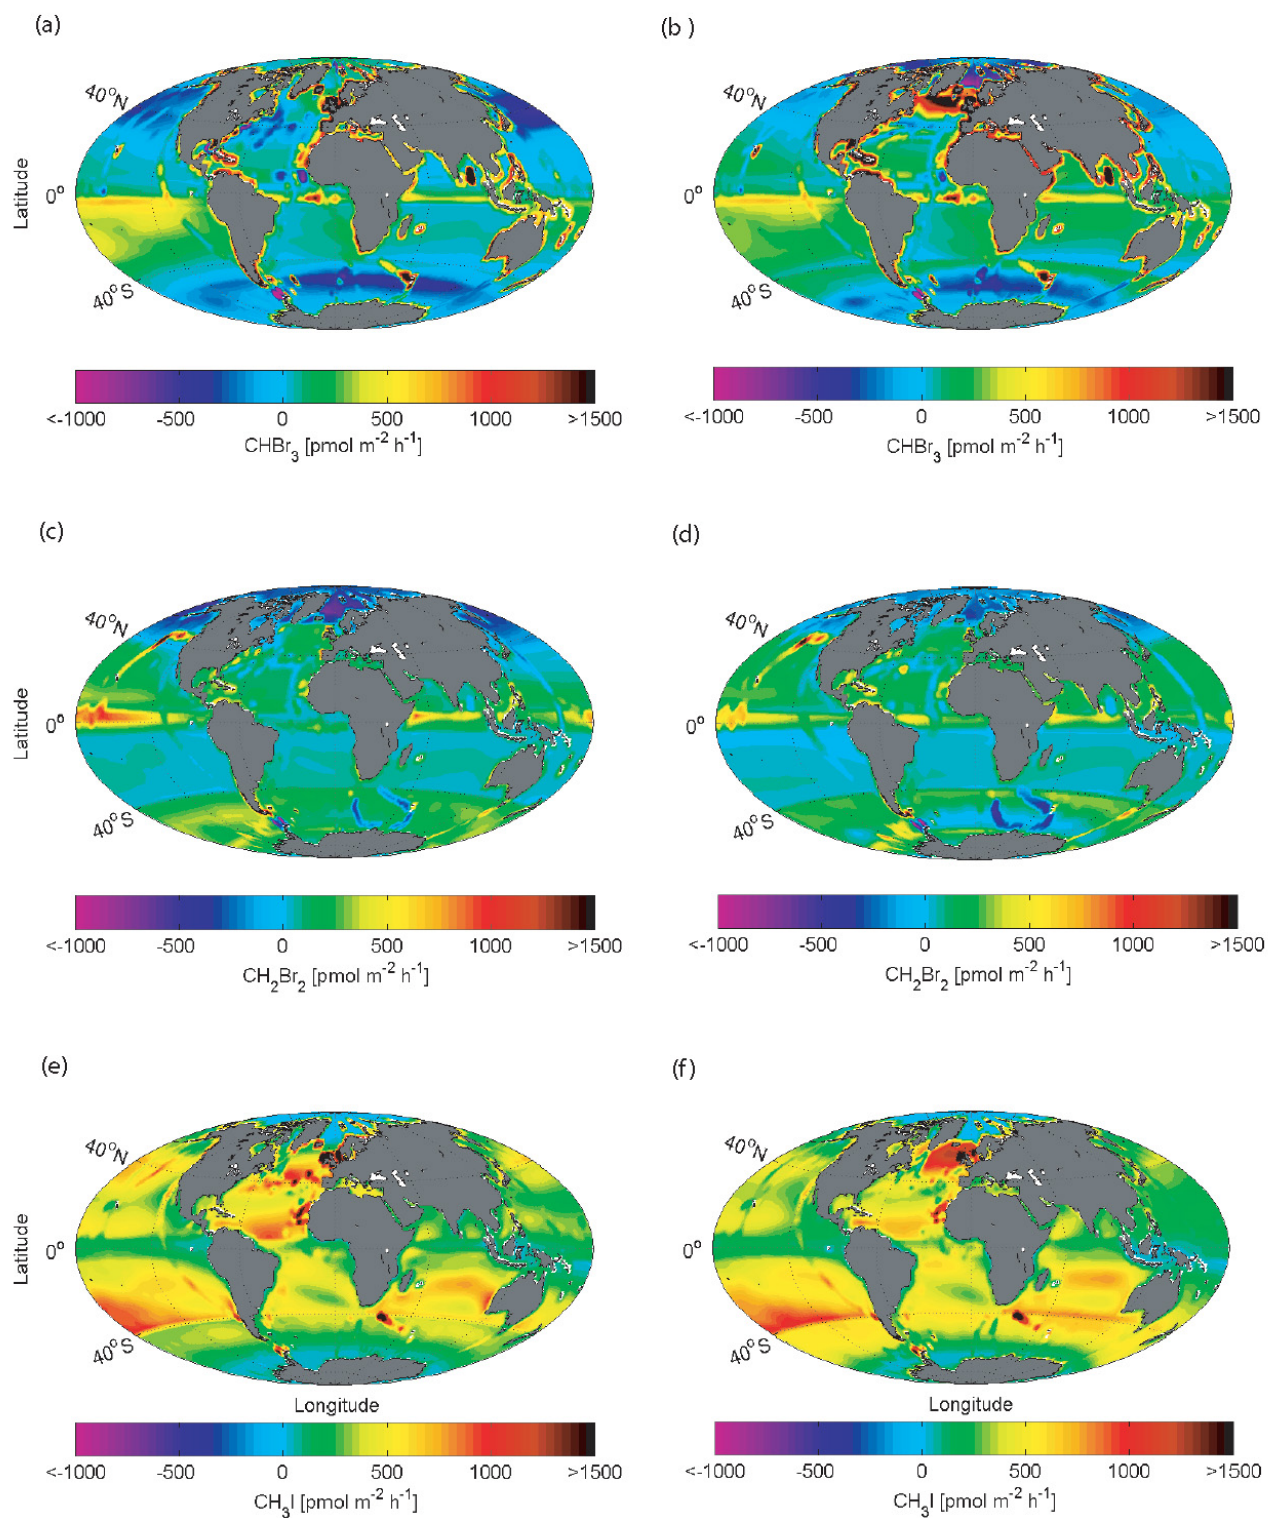 (a)
(b )
40°N
40°N
Latitude
0°
0°
40°S
40°S
<-1000 -500 0 500 1000 >1500
<-1000 -500 0 500 1000 >1500
CHBr₃ [pmol m⁻² h⁻¹]
CHBr₃ [pmol m⁻² h⁻¹]
(c)
(d)
40°N
40°N
Latitude
0°
0°
40°S
40°S
<-1000 -500 0 500 1000 >1500
<-1000 -500 0 500 1000 >1500
CH₂Br₂ [pmol m⁻² h⁻¹]
CH₂Br₂ [pmol m⁻² h⁻¹]
(e)
(f)
40°N
40°N
Latitude
0°
0°
40°S
40°S
Longitude
Longitude
<-1000 -500 0 500 1000 >1500
<-1000 -500 0 500 1000 >1500
CH₃I [pmol m⁻² h⁻¹]
CH₃I [pmol m⁻² h⁻¹]